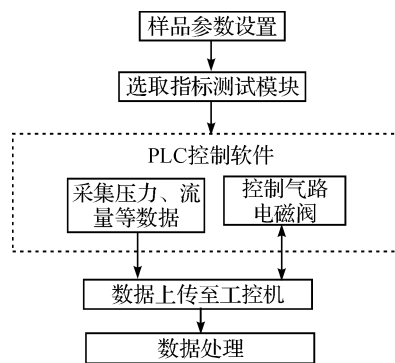 样品参数设置
选取指标测试模块
PLC控制软件
采集压力、流
量等数据
控制气路
电磁阀
数据上传至工控机
数据处理